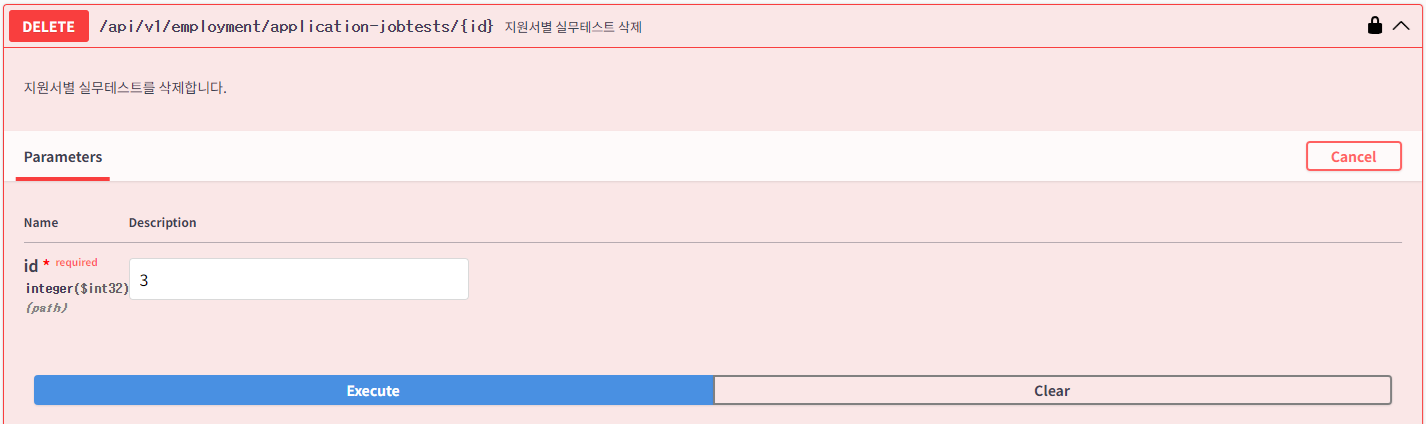 DELETE /api/v1/employment/application-jobtests/{id} 지원서별 실무테스트 삭제
지원서별 실무테스트를 삭제합니다.
Parameters Cancel
Name Description
id * required
integer($int32)
(path)
3
Execute Clear